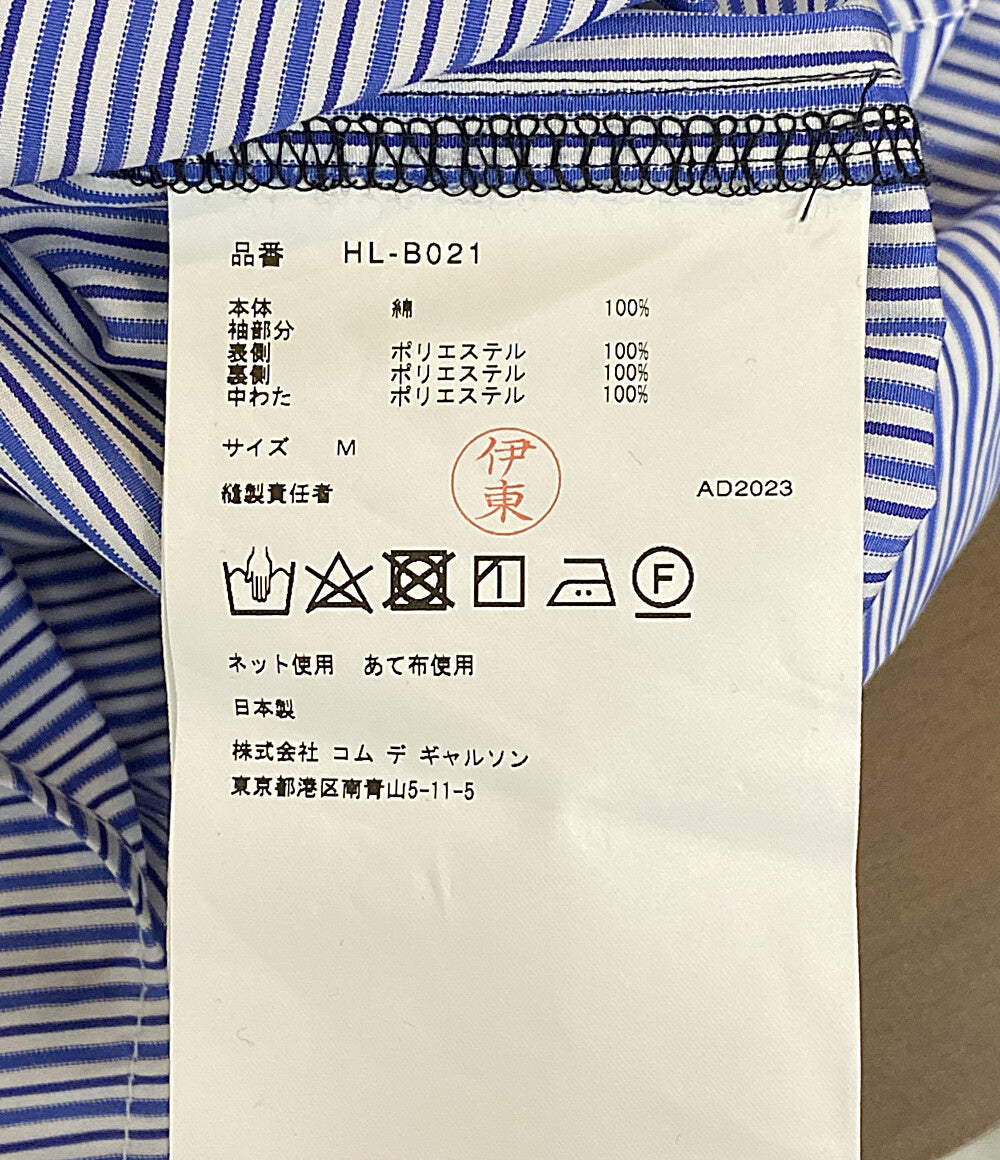 品番 HL-B021
本体 綿 100%
袖部分
表側 ポリエステル 100%
裏側 ポリエステル 100%
中わた ポリエステル 100%
サイズ M
伊東
縫製責任者
AD2023
F
ネット使用 あて布使用
日本製
株式会社 コム デ ギャルソン
東京都港区南青山5-11-5